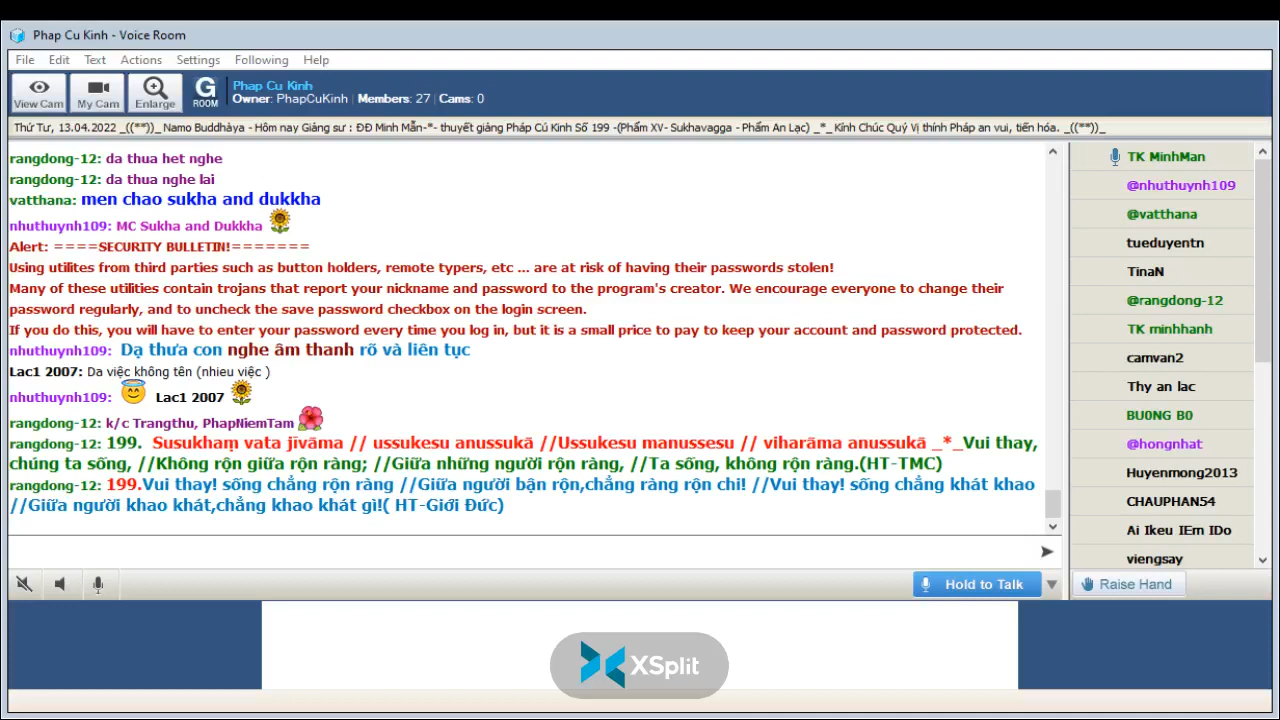 Phap Cu Kinh - Voice Room
File Edit Text Actions Settings Following Help
View Cam My Cam Enlarge G ROOM
Phap Cu Kinh
Owner: PhapCuKinh | Members: 27 | Cams: 0
Thứ Tư, 13.04.2022 _((**))_ Namo Buddhàya - Hôm nay Giảng sư : ĐĐ Minh Mẫn-*- thuyết giảng Pháp Cú Kinh Số 199 -(Phẩm XV- Sukhavagga - Phẩm An Lạc) _*_ Kính Chúc Quý Vị thính Pháp an vui, tiến hóa. _((**))_
rangdong-12: da thua het nghe
rangdong-12: da thua nghe lai
vatthana: men chao sukha and dukkha
nhuthuynh109: MC Sukha and Dukkha
Alert: ====SECURITY BULLETIN!=======
Using utilites from third parties such as button holders, remote typers, etc ... are at risk of having their passwords stolen!
Many of these utilities contain trojans that report your nickname and password to the program's creator. We encourage everyone to change their
password regularly, and to uncheck the save password checkbox on the login screen.
If you do this, you will have to enter your password every time you log in, but it is a small price to pay to keep your account and password protected.
nhuthuynh109: Dạ thưa con nghe âm thanh rõ và liên tục
Lac1 2007: Da việc không tên (nhieu việc )
nhuthuynh109: Lac1 2007
rangdong-12: k/c Trangthu, PhapNiemTam
rangdong-12: 199. Susukhaṃ vata jīvāma // ussukesu anussukā //Ussukesu manussesu // viharāma anussukā _*_Vui thay,
chúng ta sống, //Không rộn giữa rộn ràng; //Giữa những người rộn ràng, //Ta sống, không rộn ràng.(HT-TMC)
rangdong-12: 199.Vui thay! sống chẳng rộn ràng //Giữa người bận rộn,chẳng ràng rộn chi! //Vui thay! sống chẳng khát khao
//Giữa người khao khát,chẳng khao khát gì!( HT-Giới Đức)
TK MinhMan
@nhuthuynh109
@vatthana
tueduyentn
TinaN
@rangdong-12
TK minhhanh
camvan2
Thy an lac
BU0NG B0
@hongnhat
Huyenmong2013
CHAUPHAN54
Ai Ikeu IEm IDo
viengsay
Hold to Talk
Raise Hand
XSplit